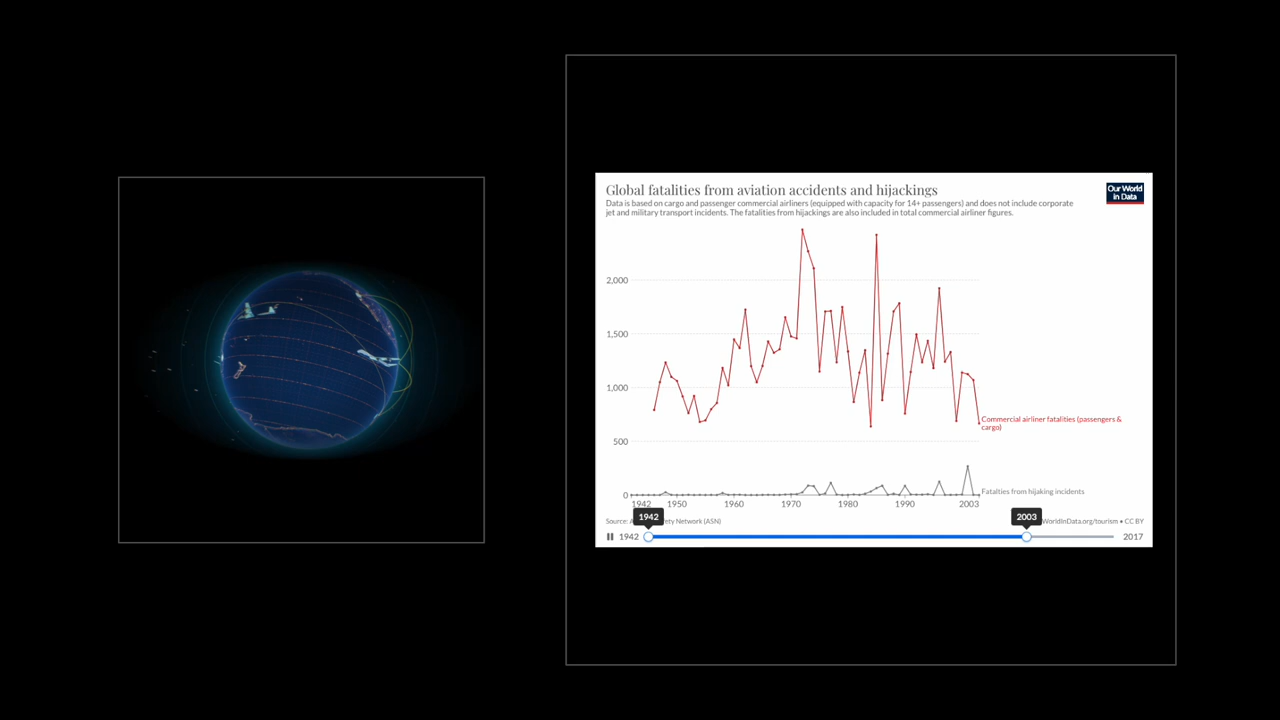 Global fatalities from aviation accidents and hijackings
Our World
in Data
Data is based on cargo and passenger commercial airliners (equipped with capacity for 14+ passengers) and does not include corporate
jet and military transport incidents. The fatalities from hijackings are also included in total commercial airliner figures.
2,000
1,500
1,000
500
0
Commercial airliner fatalities (passengers &
cargo)
Fatalties from hijaking incidents
1942 1950 1960 1970 1980 1990 2003
1942 2003
Source: Network (ASN) WorldInData.org/tourism • CC BY
1942 2017